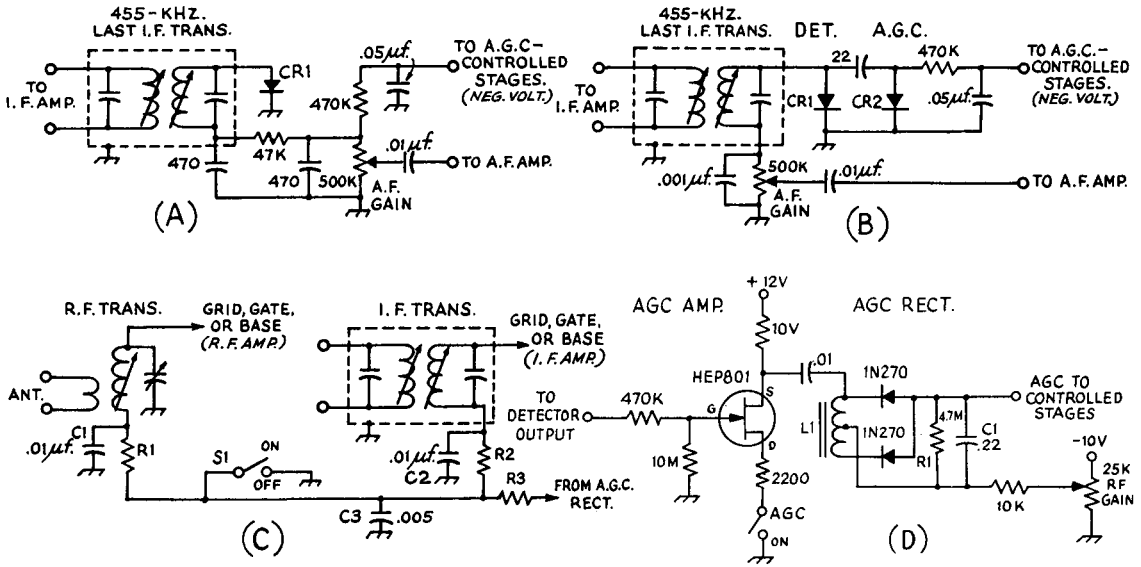 455-KHZ.
LAST I.F. TRANS.
TO
I.F. AMP.
CR1
.05µf.
TO A.G.C-
CONTROLLED
STAGES.
(NEG. VOLT.)
470K
47K
470
470
500K
.01µf.
TO A.F. AMP.
A.F.
GAIN
(A)
455-KHZ.
LAST I.F. TRANS.
DET.
A.G.C.
TO
I.F. AMP.
22
470K
CR1
CR2
.05µf.
TO A.G.C.-
CONTROLLED
STAGES.
(NEG. VOLT.)
.001µf.
500K
A.F.
GAIN
.01µf.
TO A.F. AMP.
(B)
R.F. TRANS.
GRID, GATE,
OR BASE
(R.F. AMP.)
ANT.
C1
.01µf.
R1
S1
ON
OFF
I.F. TRANS.
GRID, GATE,
OR BASE
(I.F. AMP.)
.01µf.
C2
R2
R3
FROM A.G.C.
RECT.
C3
.005
(C)
AGC AMP.
+12V
10V
AGC RECT.
HEP801
.01
1N270
TO
DETECTOR
OUTPUT
470K
G
S
D
10M
2200
AGC
ON
L1
1N270
4.7M
R1
C1
.22
AGC TO
CONTROLLED
STAGES
-10V
25K
RF
GAIN
10K
(D)